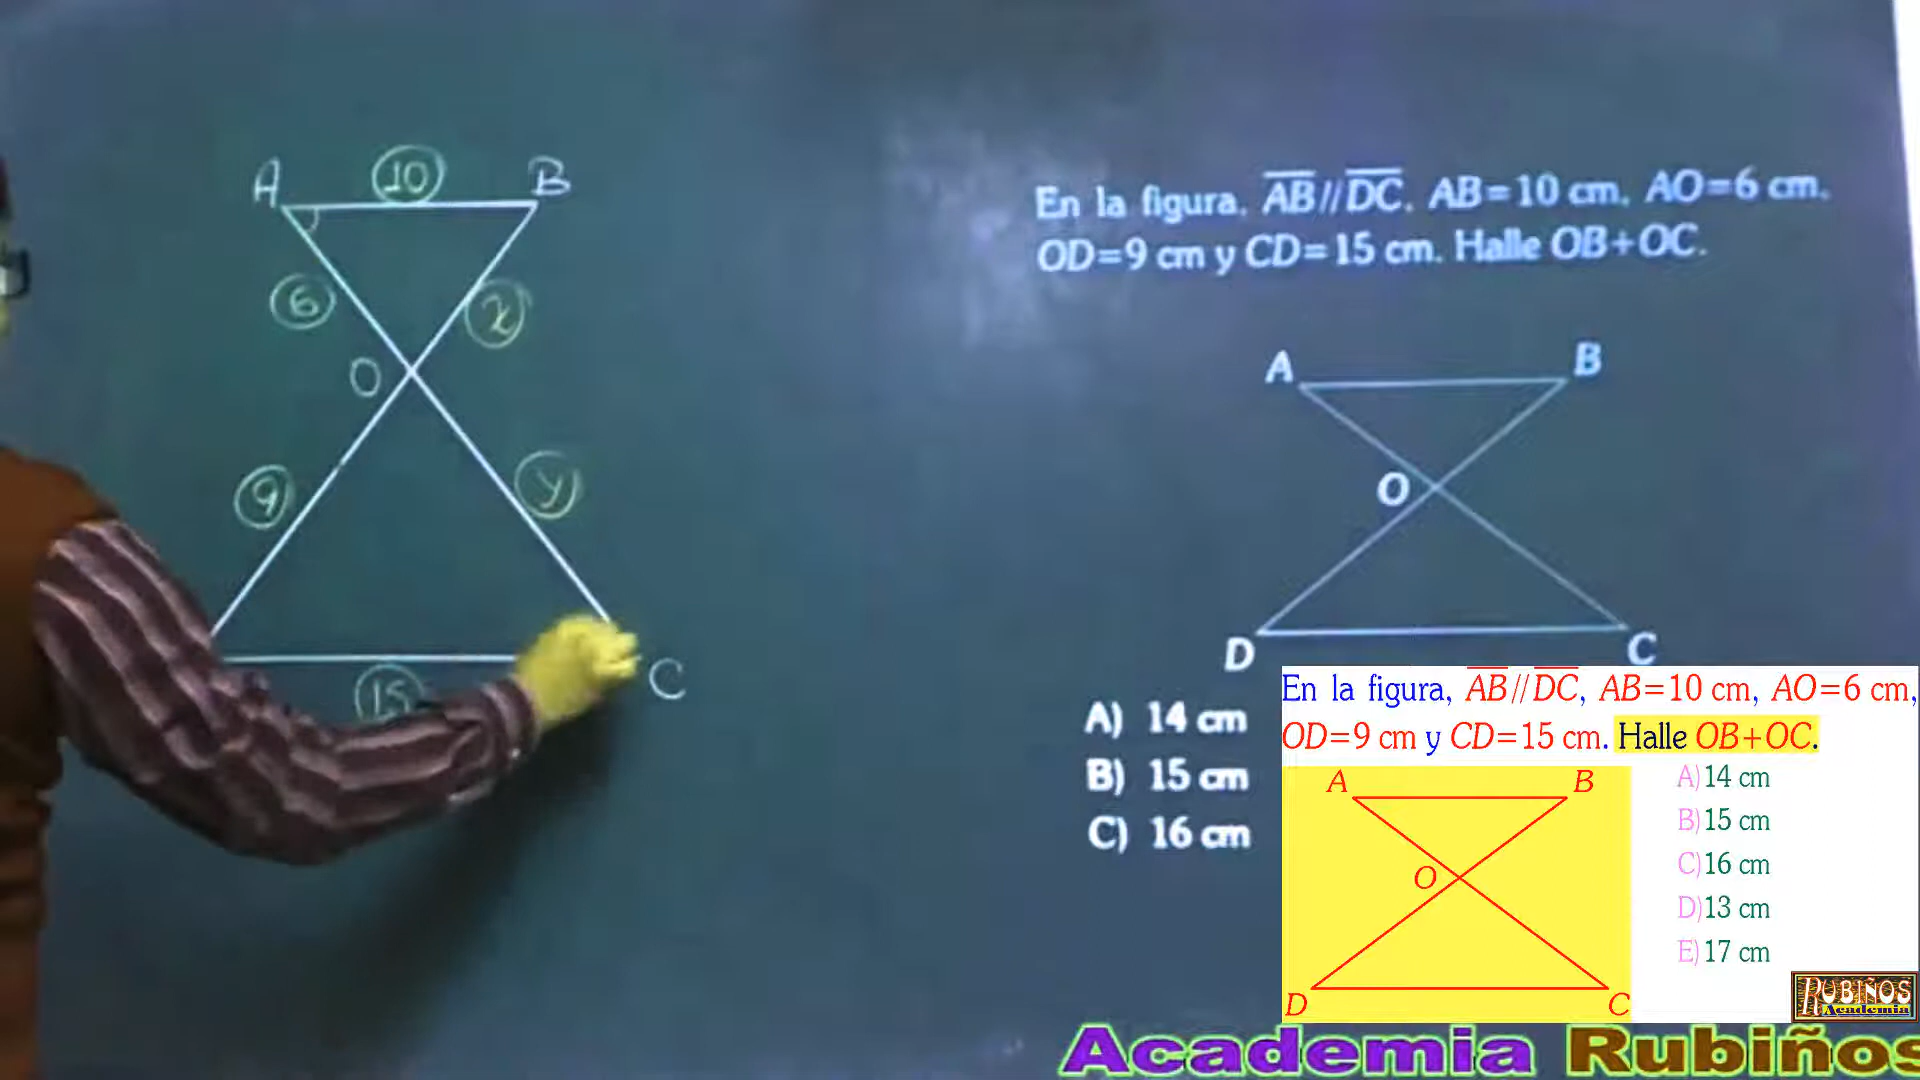 A 10 B
6 x
O
9 y
15 C
En la figura, AB//DC, AB=10 cm, AO=6 cm,
OD=9 cm y CD=15 cm. Halle OB+OC.
A B
O
D C
A) 14 cm
B) 15 cm
C) 16 cm
En la figura, AB//DC, AB=10 cm, AO=6 cm,
OD=9 cm y CD=15 cm. Halle OB+OC.
A B
O
D C
A)14 cm
B)15 cm
C)16 cm
D)13 cm
E)17 cm
RUBIÑOS
Academia
Academia Rubiños